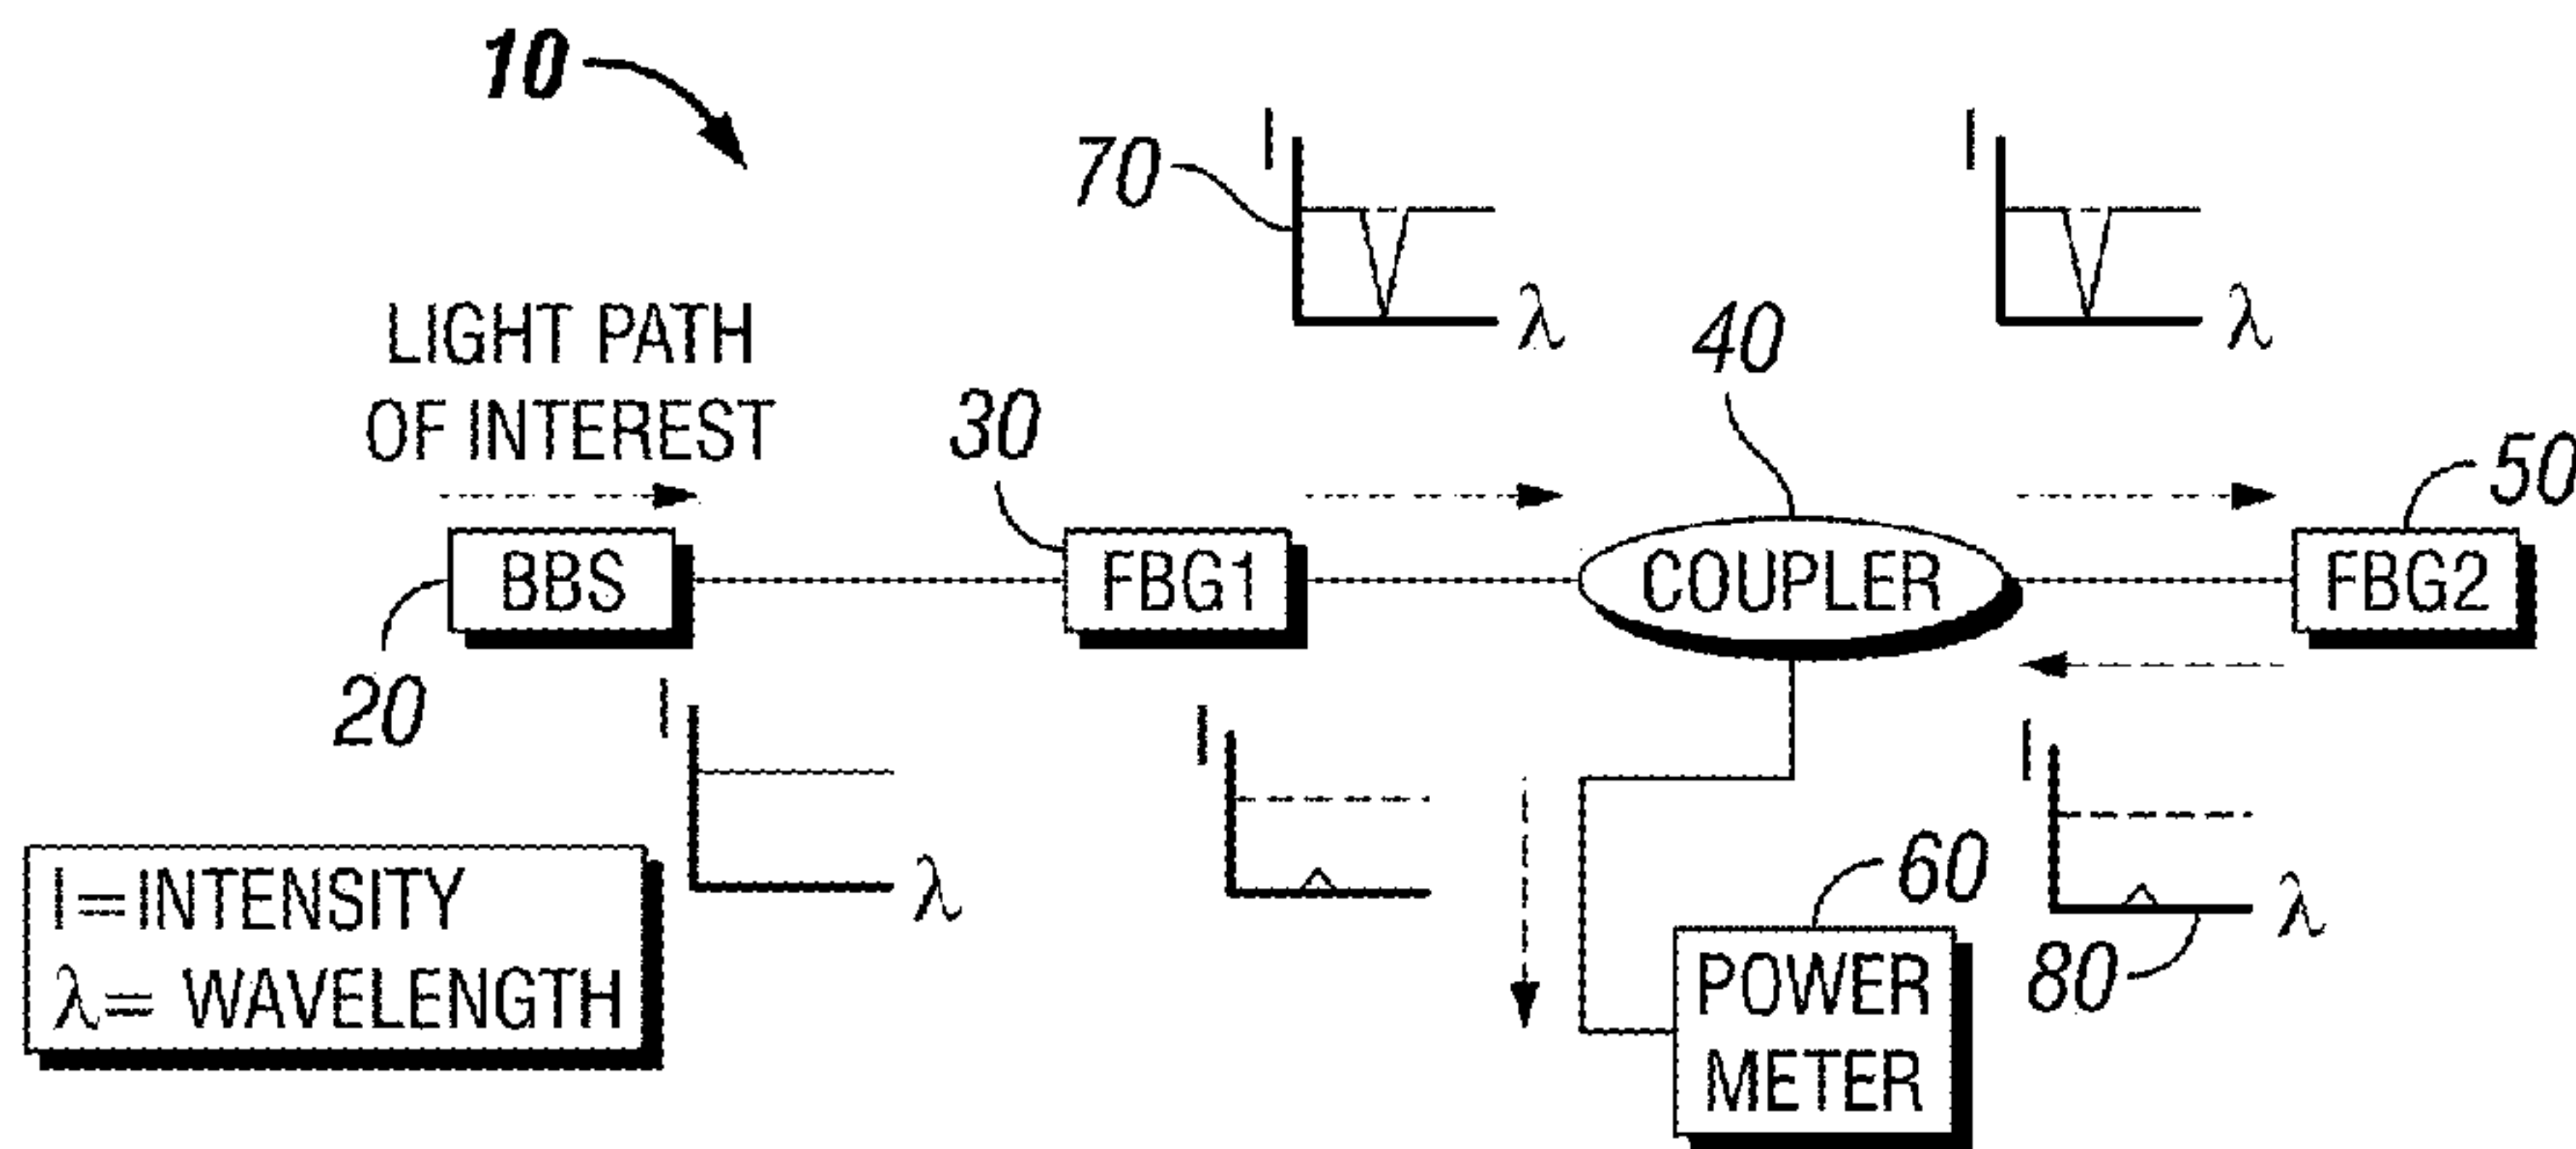 10
I
70
λ
I
λ
LIGHT PATH
OF INTEREST
30
40
50
BBS
FBG1
COUPLER
FBG2
20
I
λ
I
I
λ
60
80
I=INTENSITY
λ= WAVELENGTH
POWER
METER